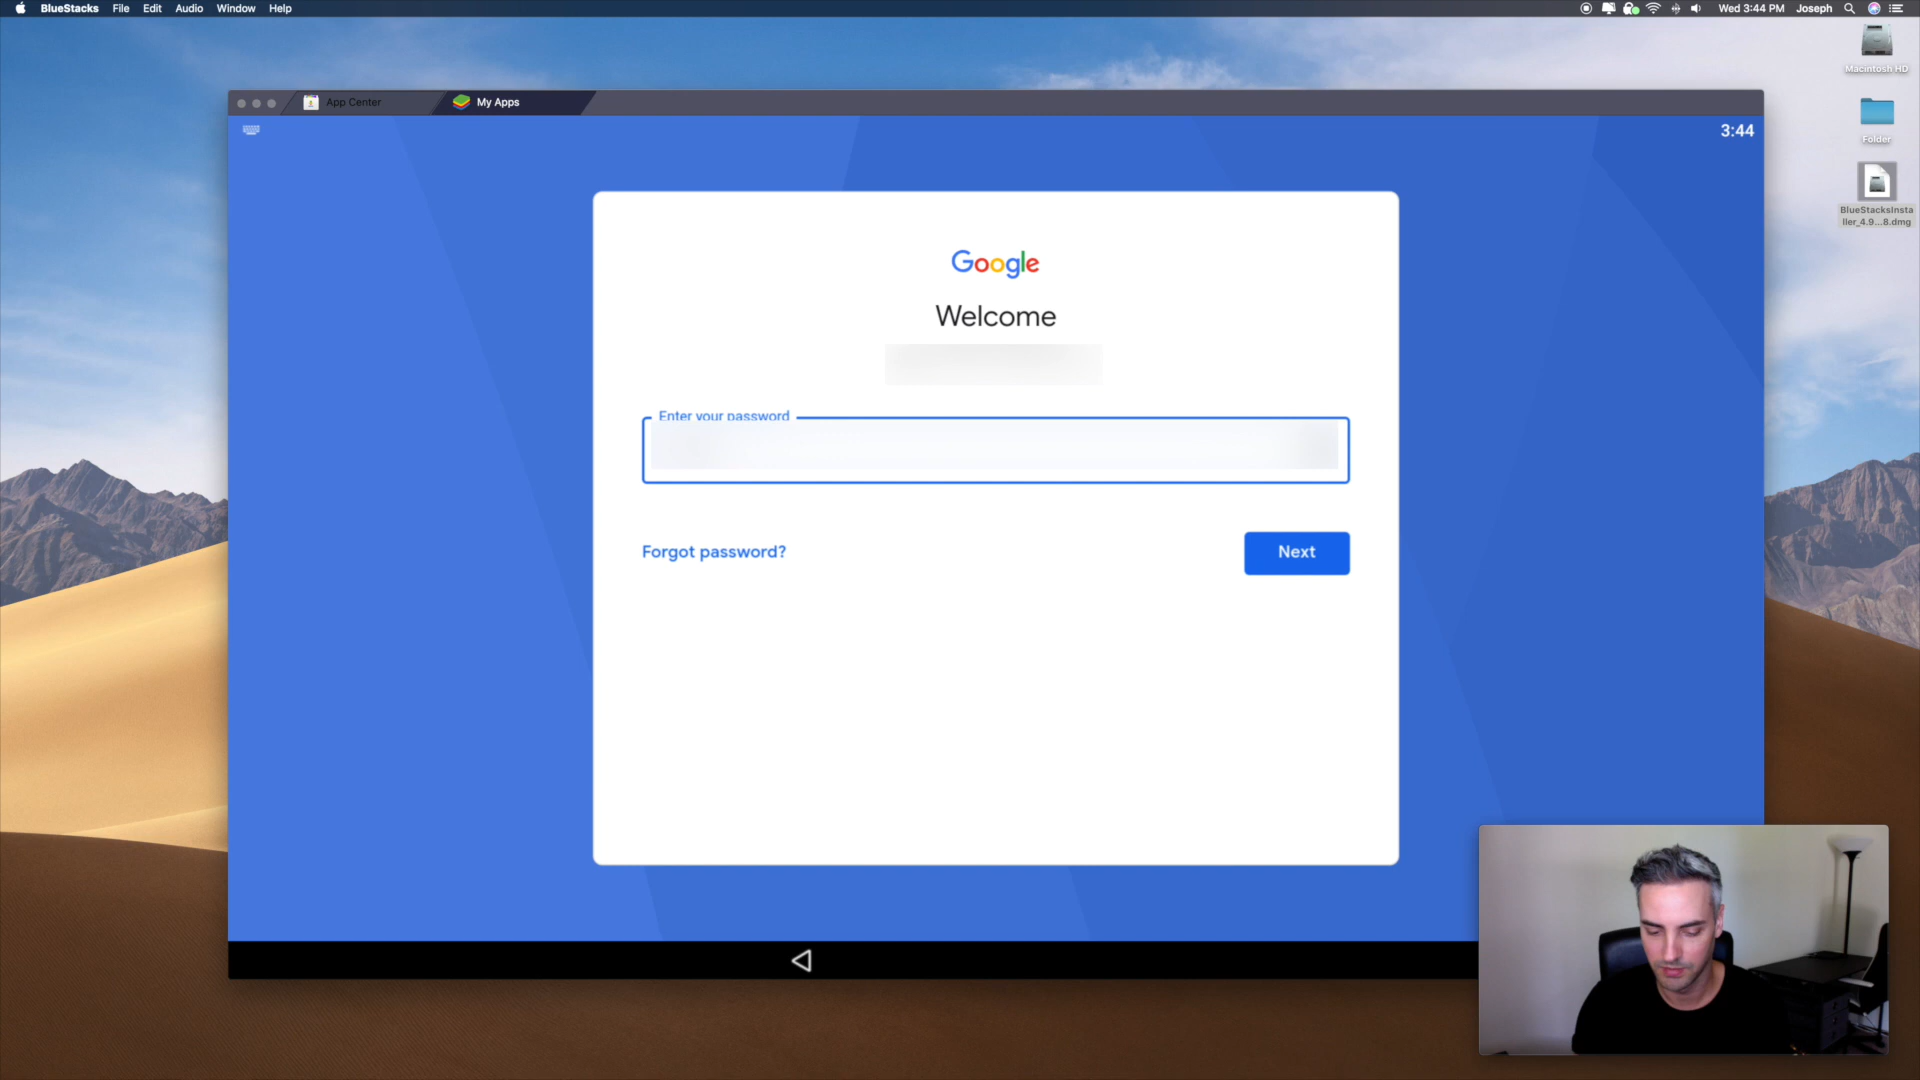 BlueStacks File Edit Audio Window Help
Wed 3:44 PM Joseph
Macintosh HD
App Center
My Apps
3:44
Folder
BlueStacksInsta
ller_4.9...8.dmg
Google
Welcome
Enter your password
Forgot password?
Next